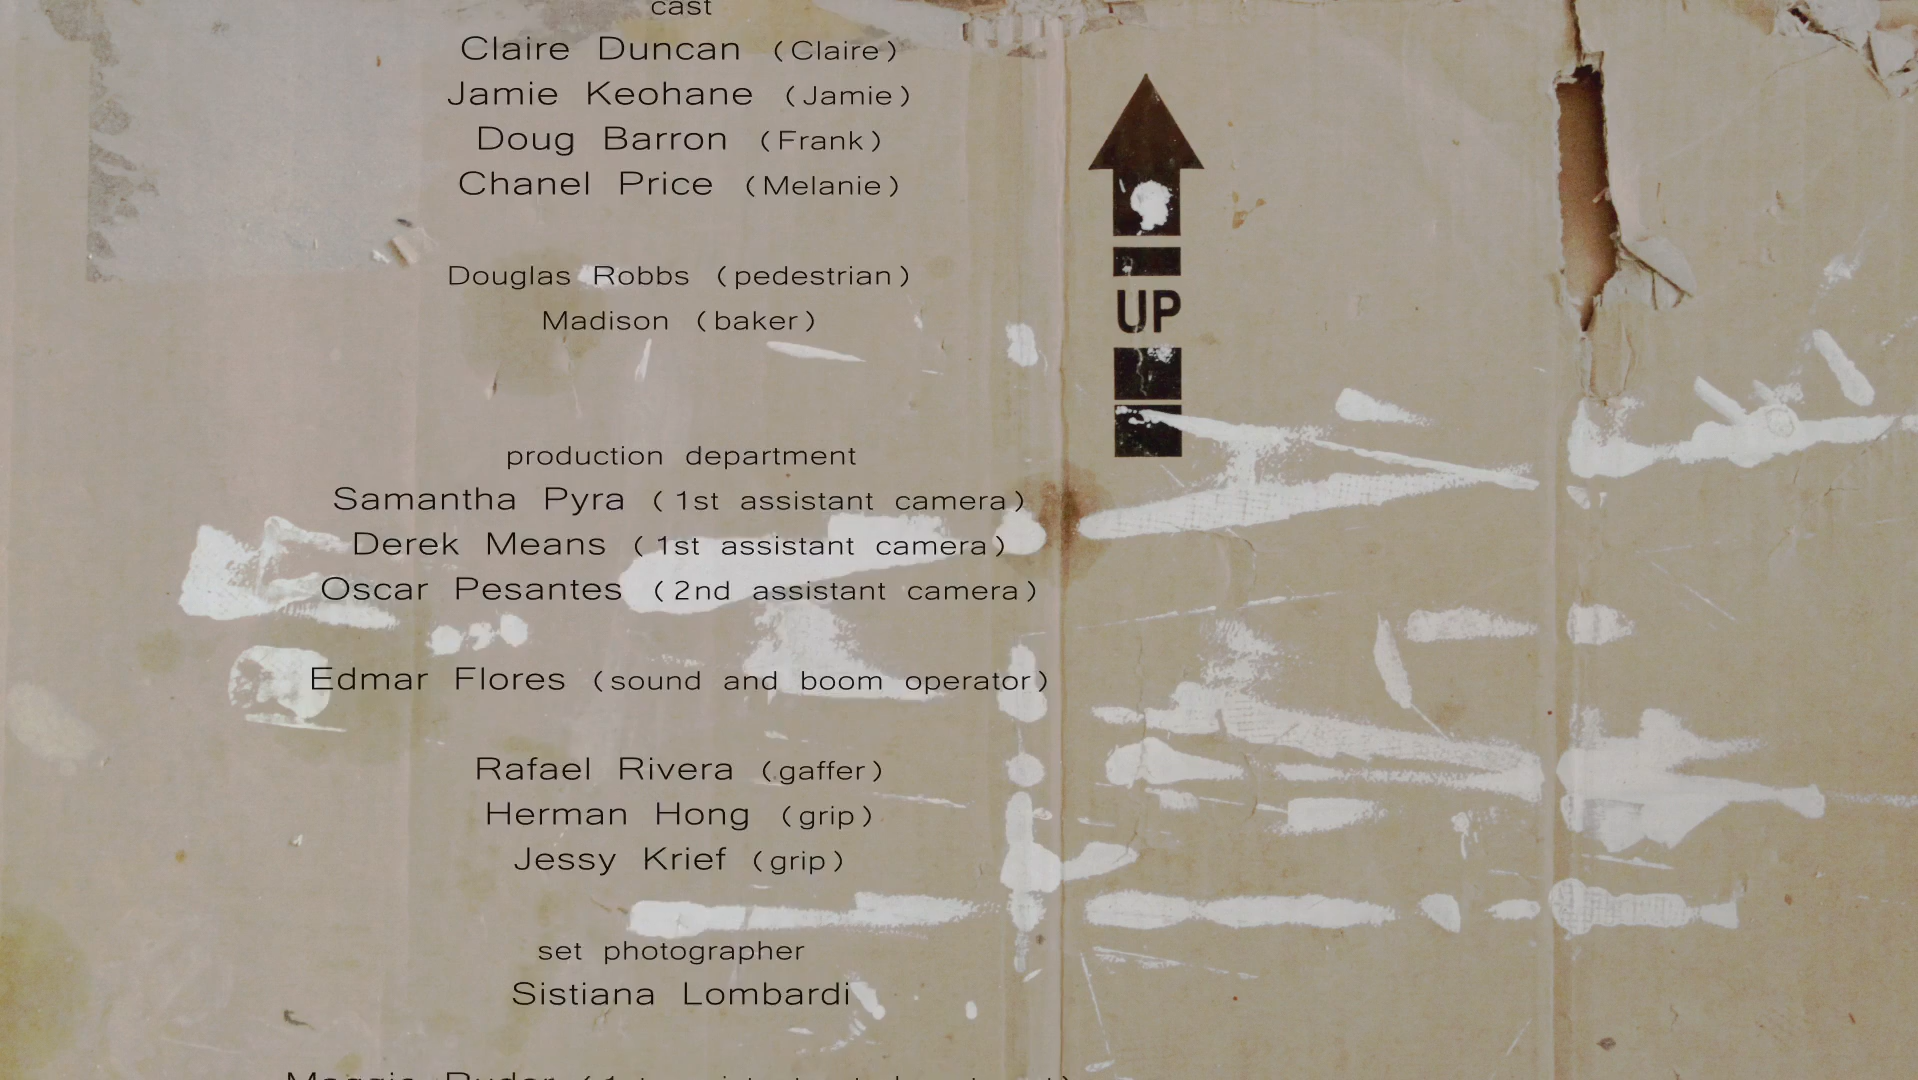 cast
Claire Duncan (Claire)
Jamie Keohane (Jamie)
Doug Barron (Frank)
Chanel Price (Melanie)
Douglas Robbs (pedestrian)
Madison (baker)
production department
Samantha Pyra (1st assistant camera)
Derek Means (1st assistant camera)
Oscar Pesantes (2nd assistant camera)
Edmar Flores (sound and boom operator)
Rafael Rivera (gaffer)
Herman Hong (grip)
Jessy Krief (grip)
set photographer
Sistiana Lombardi
UP